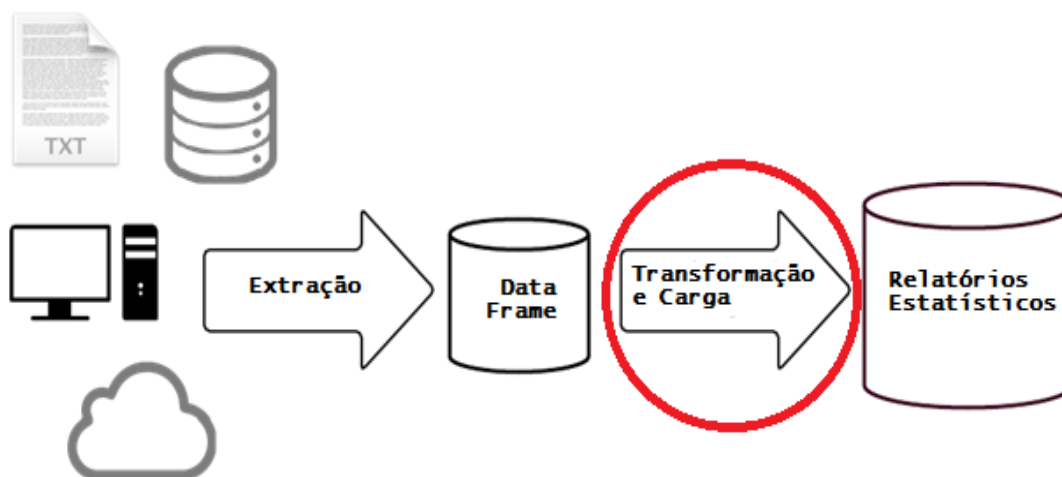 TXT
Extração
Data
Frame
Transformação
e Carga
Relatórios
Estatísticos